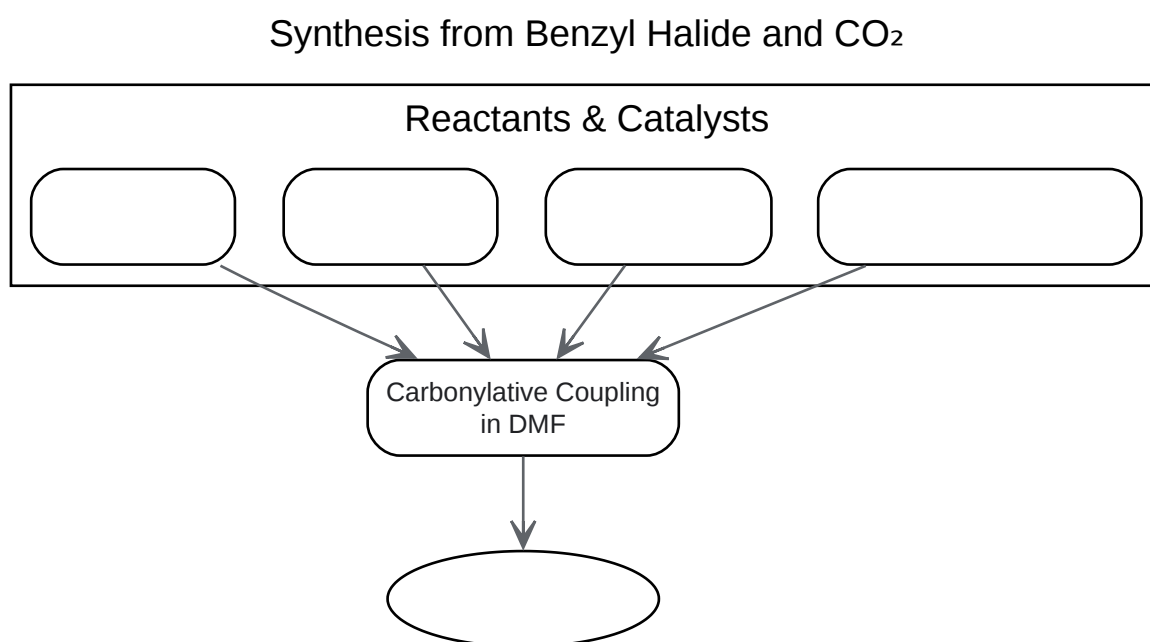 Synthesis from Benzyl Halide and CO₂
Reactants & Catalysts
Carbonylative Coupling
in DMF